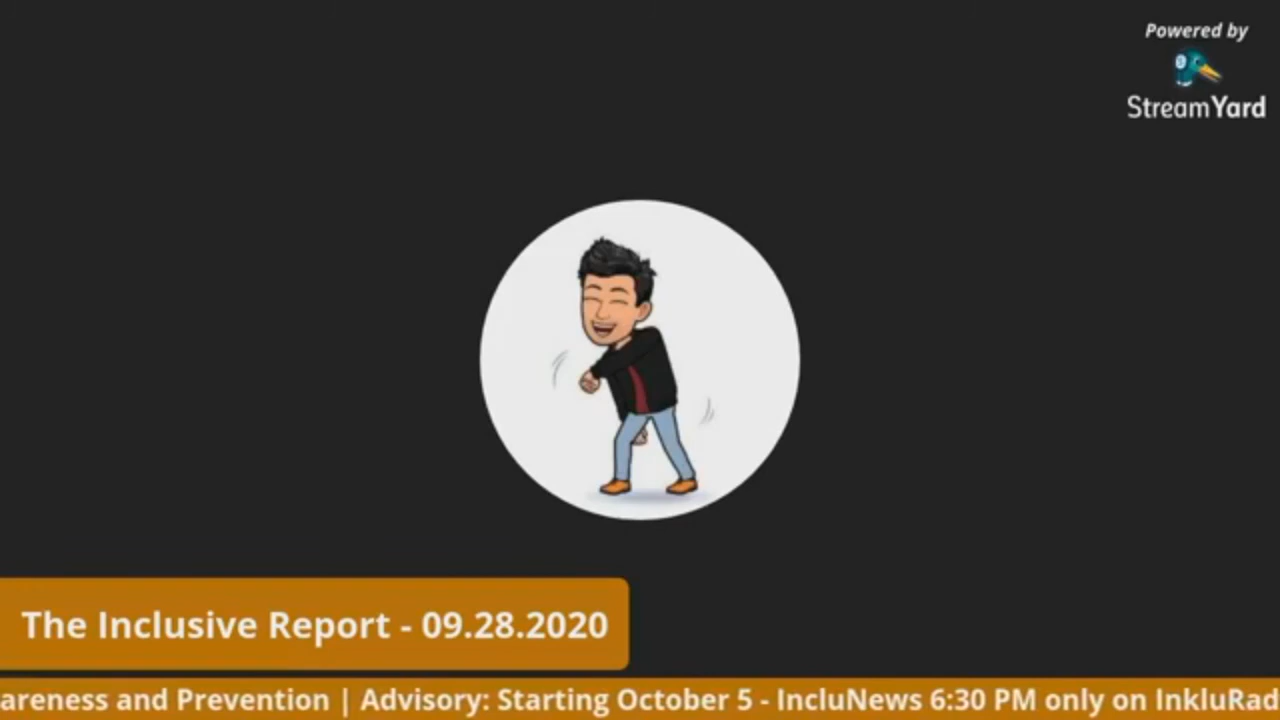 Powered by
StreamYard
The Inclusive Report - 09.28.2020
areness and Prevention | Advisory: Starting October 5 - IncluNews 6:30 PM only on InkluRad